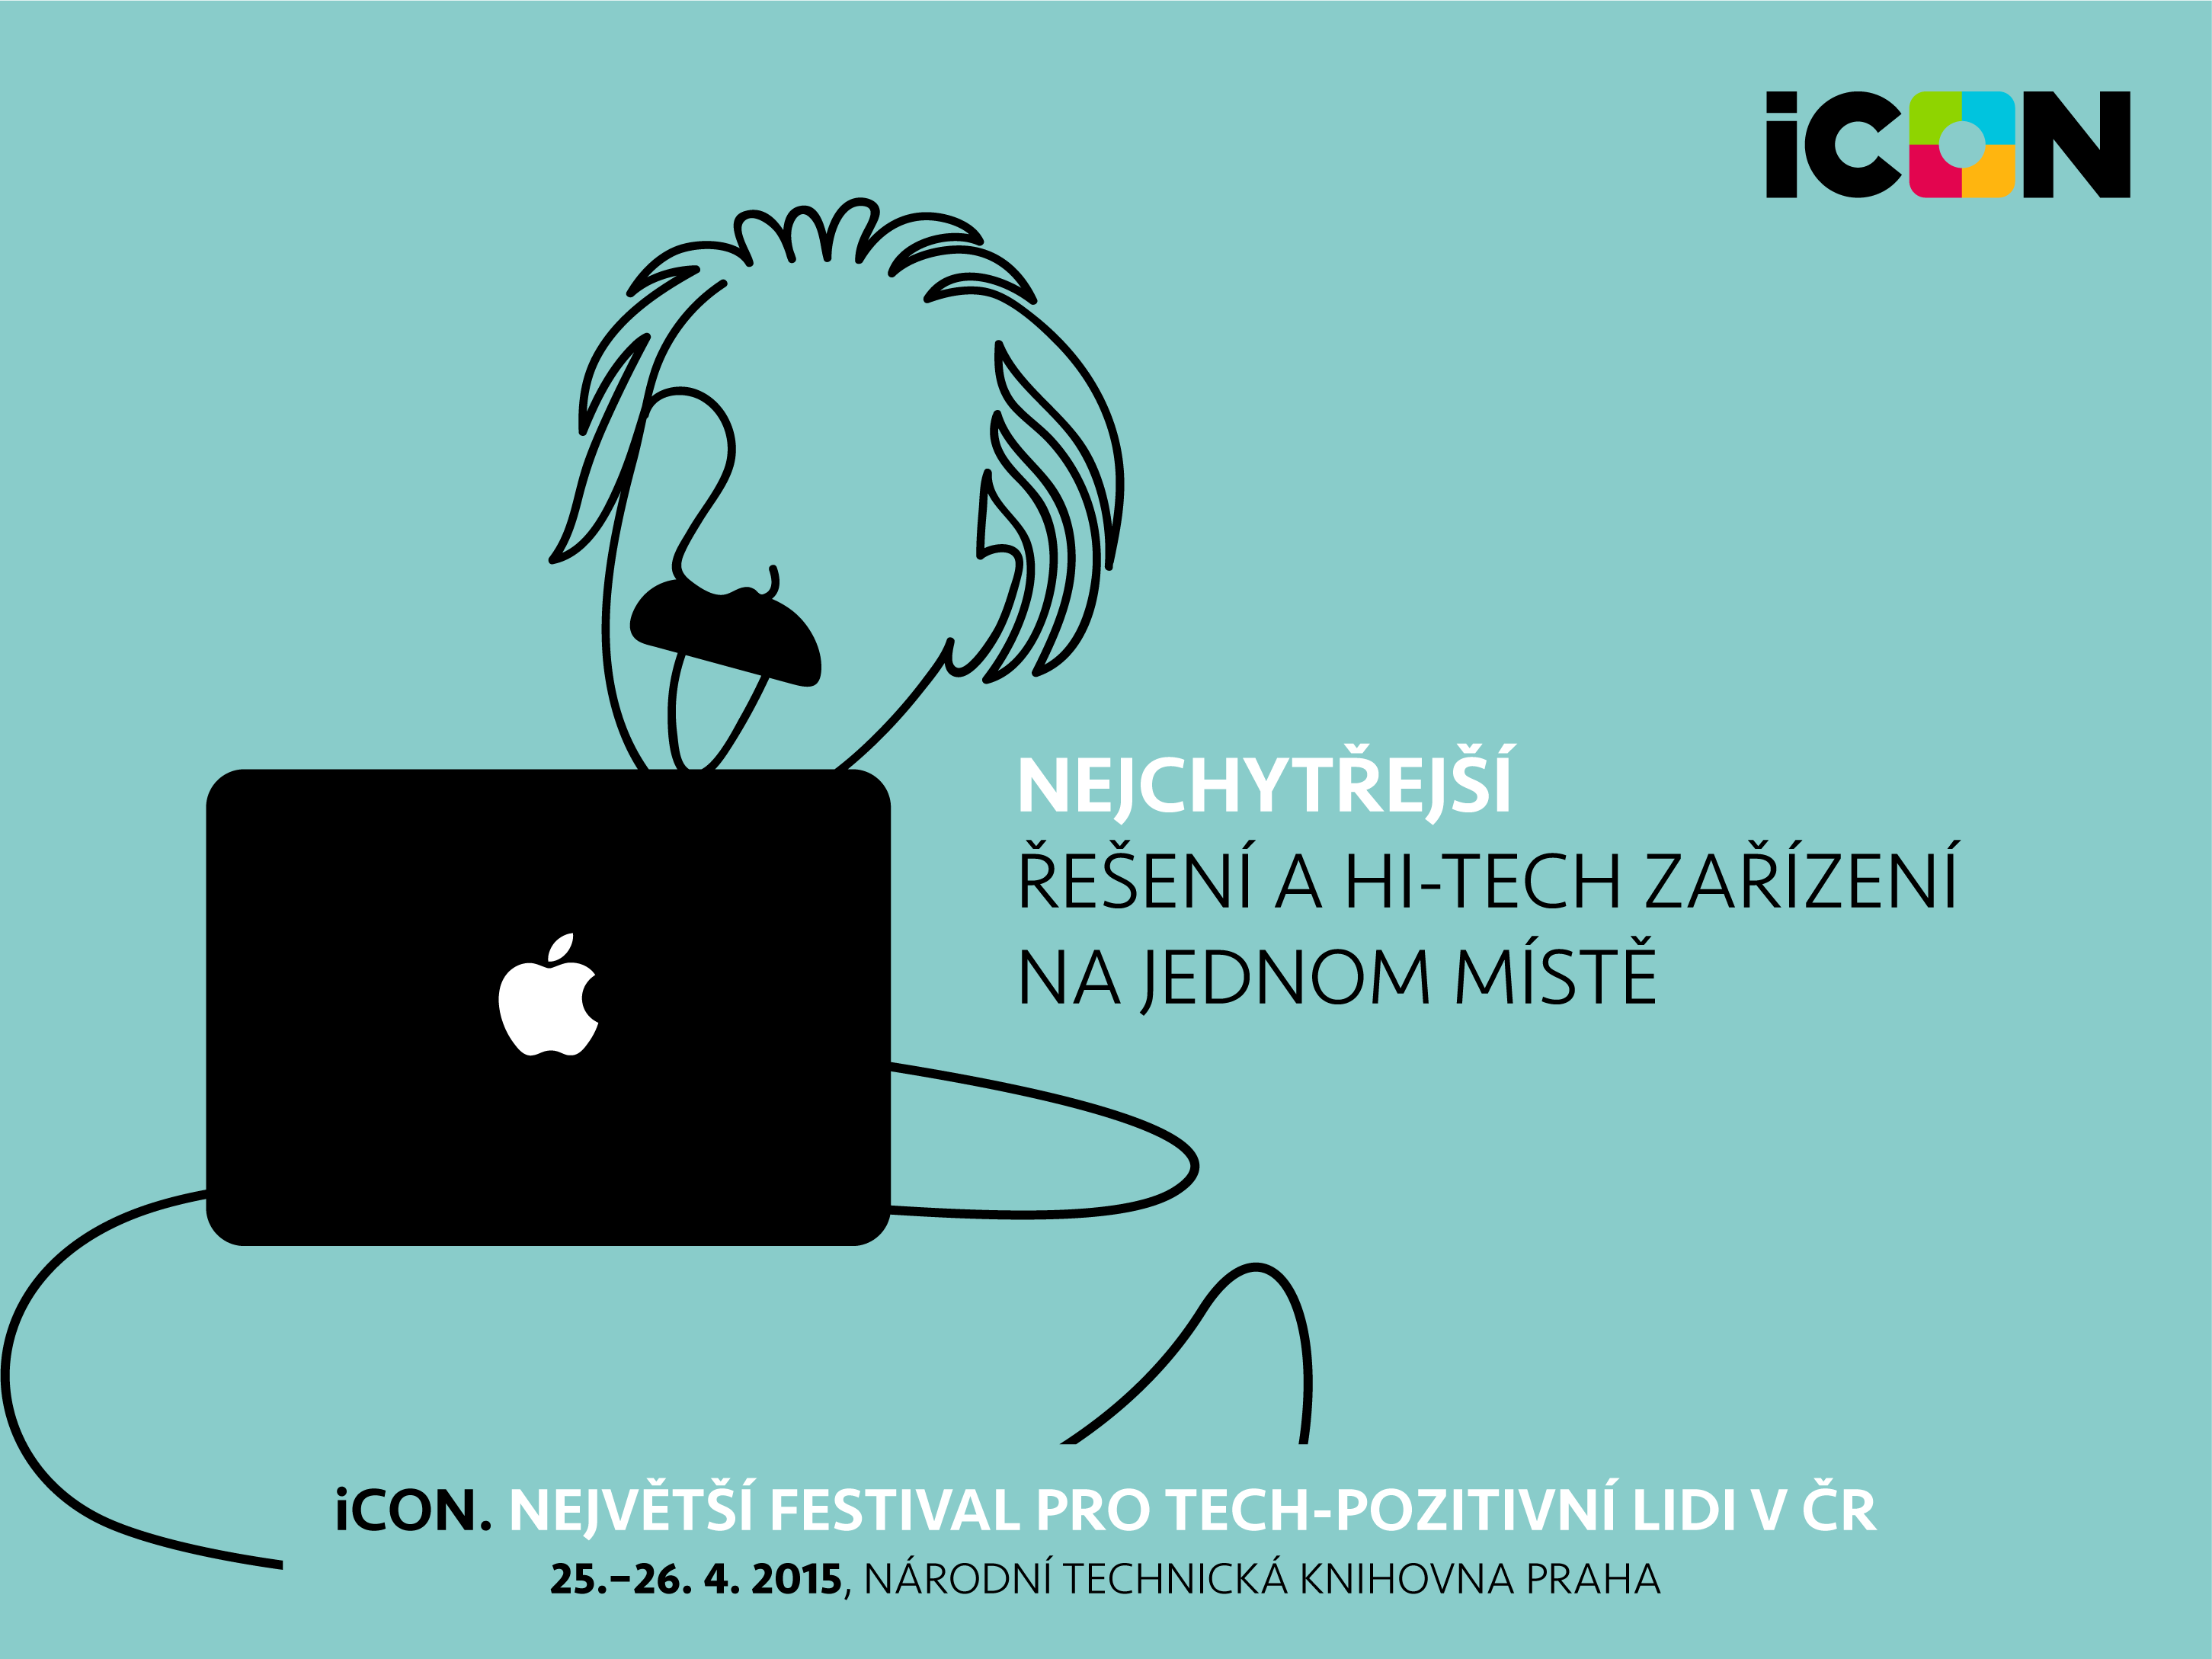 iCON
NEJCHYTŘEJŠÍ
ŘEŠENÍ A HI-TECH ZAŘÍZENÍ
NA JEDNOM MÍSTĚ
iCON. NEJVĚTŠÍ FESTIVAL PRO TECH-POZITIVNÍ LIDI V ČR
25.–26. 4. 2015, NÁRODNÍ TECHNICKÁ KNIHOVNA PRAHA